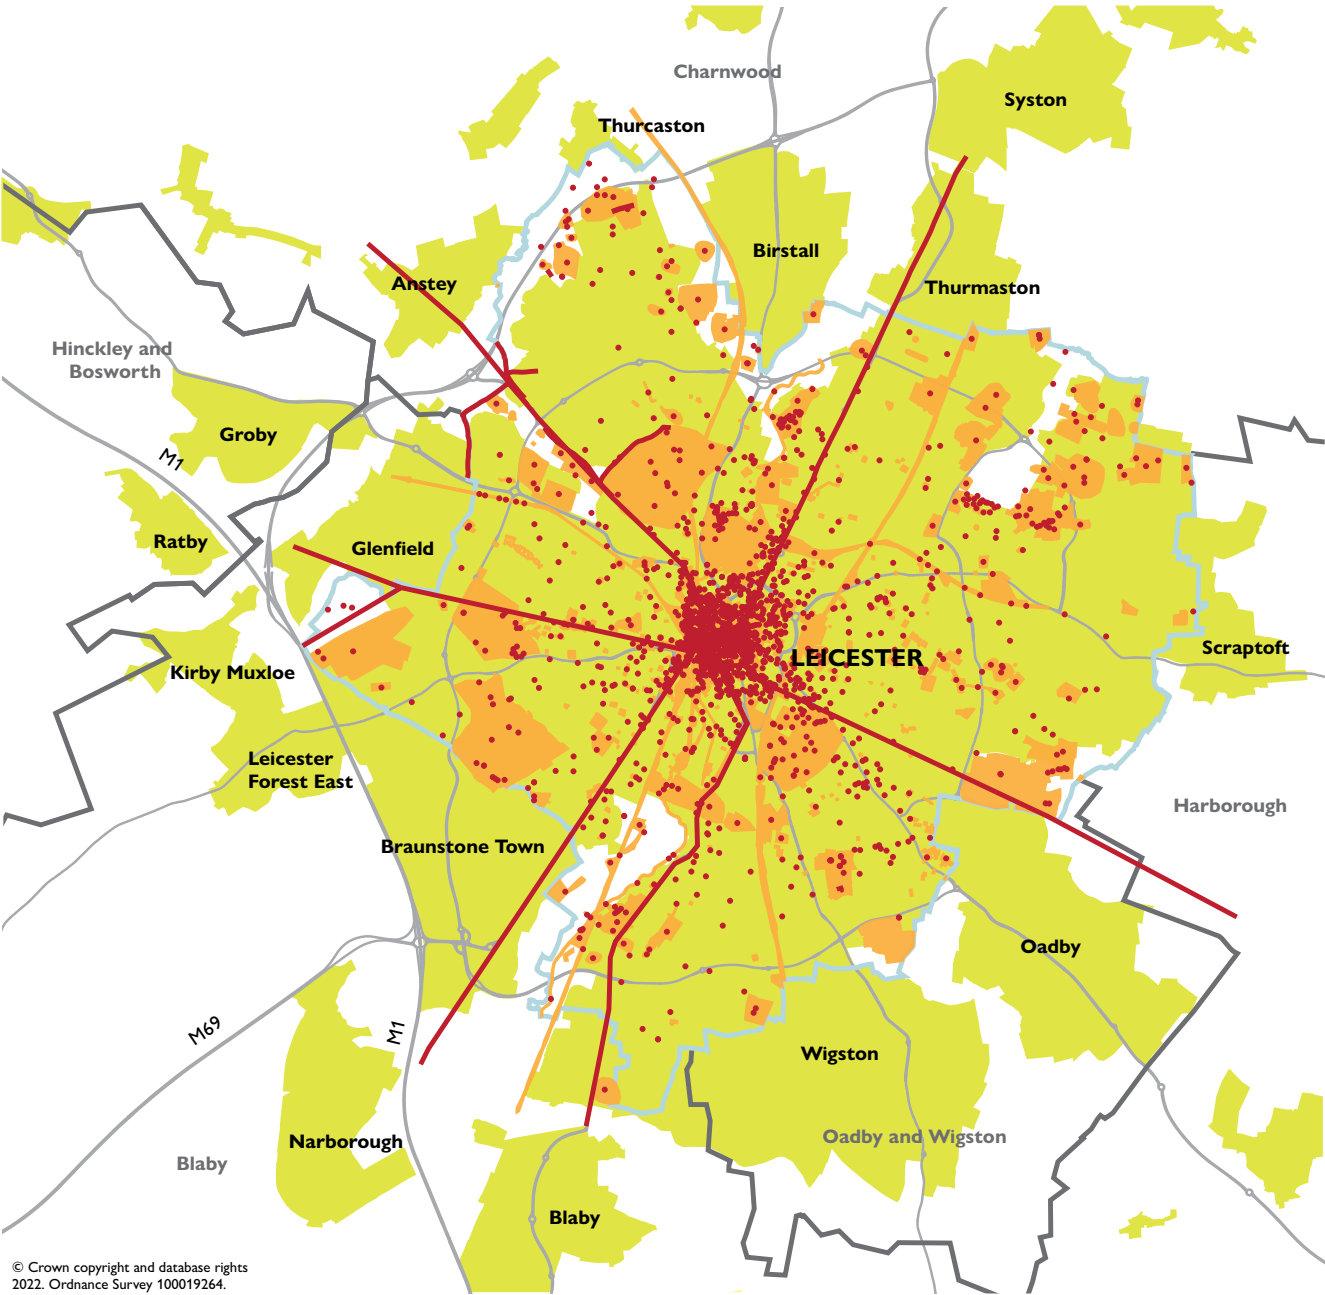 Charnwood
Syston
Thurcaston
Birstall
Anstey
Thurmaston
Hinckley and
Bosworth
Groby
M1
Ratby
Glenfield
Scraptoft
LEICESTER
Kirby Muxloe
Leicester
Forest East
Harborough
Braunstone Town
Oadby
M69
M1
Wigston
Oadby and Wigston
Narborough
Blaby
Blaby
© Crown copyright and database rights
2022. Ordnance Survey 100019264.